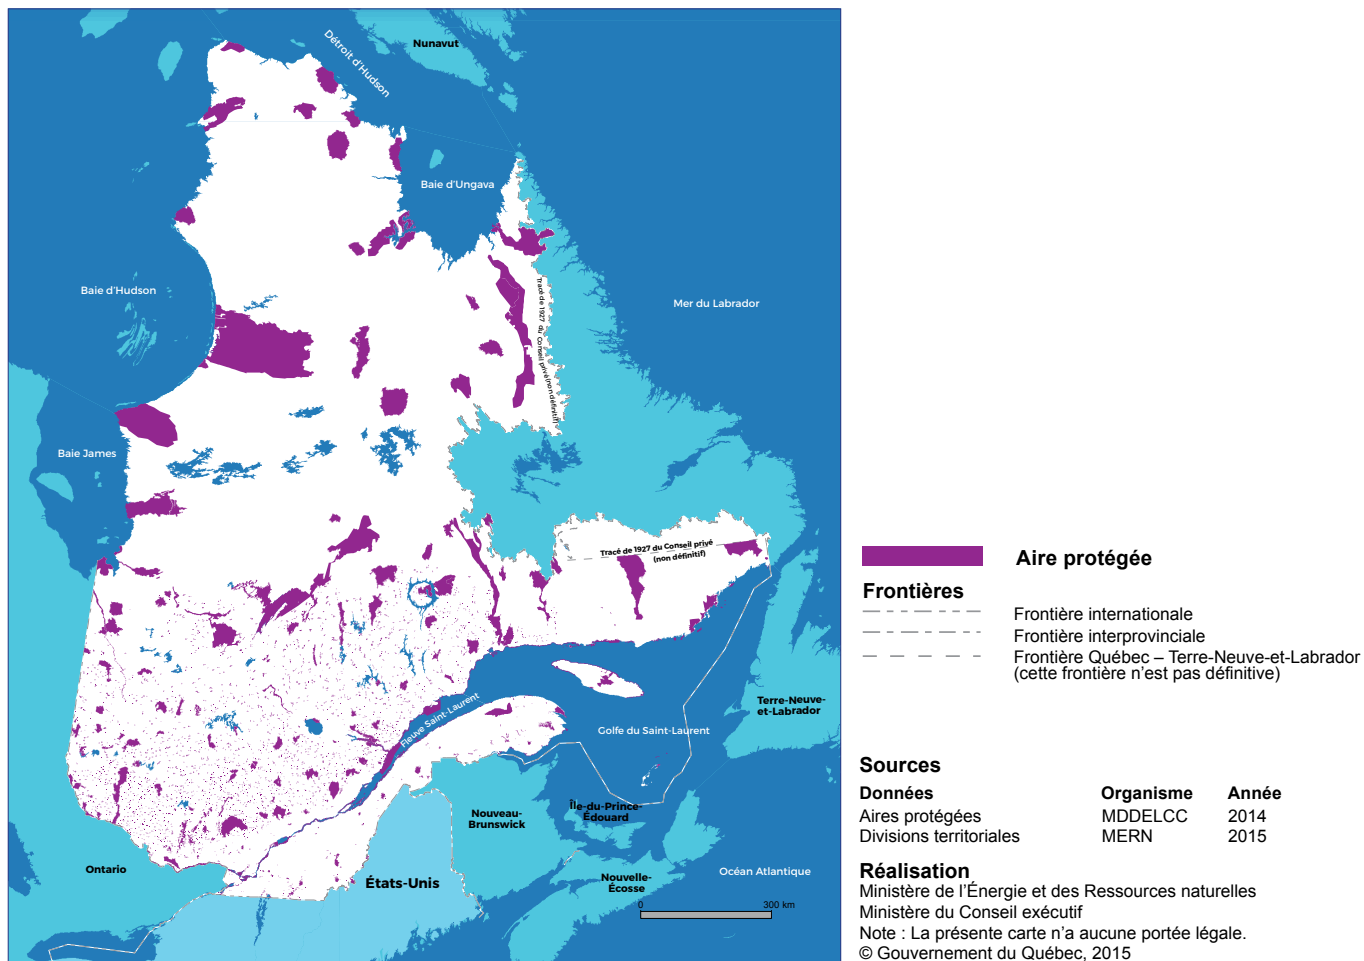 Nunavut
Détroit d'Hudson
Baie d'Ungava
Baie d'Hudson
Mer du Labrador
Tracé de 1927 du Conseil privé (non définitif)
Baie James
Tracé de 1927 du Conseil privé
(non définitif)
Fleuve Saint-Laurent
Terre-Neuve-
et-Labrador
Golfe du Saint-Laurent
Île-du-Prince-
Édouard
Nouveau-
Brunswick
Ontario
États-Unis
Nouvelle-
Écosse
Océan Atlantique
0 300 km
Aire protégée
Frontières
Frontière internationale
Frontière interprovinciale
Frontière Québec – Terre-Neuve-et-Labrador
(cette frontière n'est pas définitive)
Sources
Données Organisme Année
Aires protégées MDDELCC 2014
Divisions territoriales MERN 2015
Réalisation
Ministère de l'Énergie et des Ressources naturelles
Ministère du Conseil exécutif
Note : La présente carte n'a aucune portée légale.
© Gouvernement du Québec, 2015